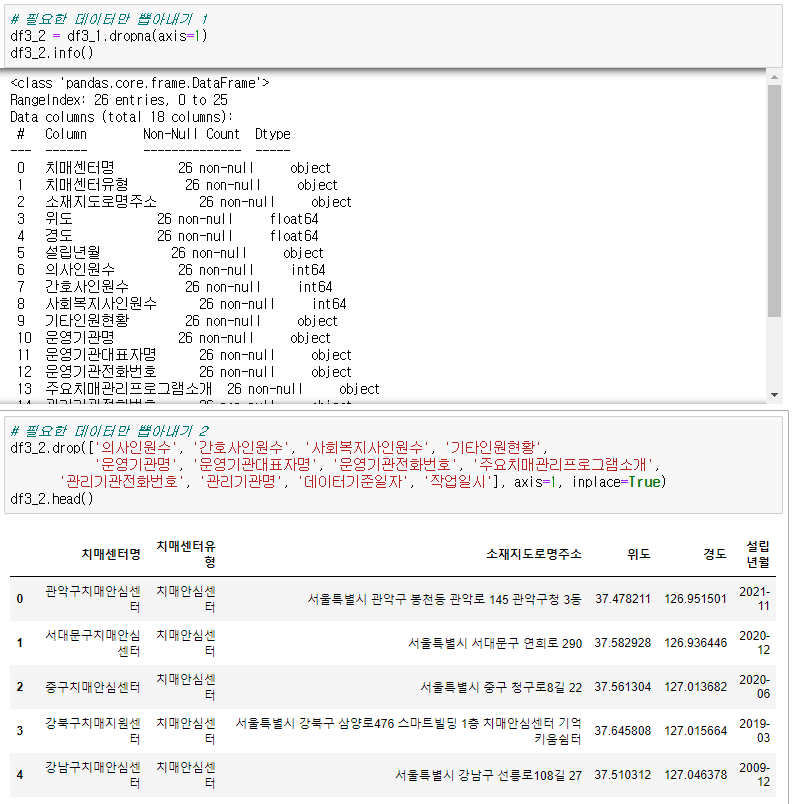 # 필요한 데이터만 뽑아내기 1
df3_2 = df3_1.dropna(axis=1)
df3_2.info()
<class 'pandas.core.frame.DataFrame'>
RangeIndex: 26 entries, 0 to 25
Data columns (total 18 columns):
 #   Column        Non-Null Count  Dtype
---  ------        --------------  -----
 0   치매센터명         26 non-null     object
 1   치매센터유형        26 non-null     object
 2   소재지도로명주소      26 non-null     object
 3   위도            26 non-null     float64
 4   경도            26 non-null     float64
 5   설립년월          26 non-null     object
 6   의사인원수         26 non-null     int64
 7   간호사인원수        26 non-null     int64
 8   사회복지사인원수      26 non-null     int64
 9   기타인원현황        26 non-null     object
 10  운영기관명         26 non-null     object
 11  운영기관대표자명      26 non-null     object
 12  운영기관전화번호      26 non-null     object
 13  주요치매관리프로그램소개  26 non-null     object
# 필요한 데이터만 뽑아내기 2
df3_2.drop(['의사인원수', '간호사인원수', '사회복지사인원수', '기타인원현황',
'운영기관명', '운영기관대표자명', '운영기관전화번호', '주요치매관리프로그램소개',
'관리기관전화번호', '관리기관명', '데이터기준일자', '작업일시'], axis=1, inplace=True)
df3_2.head()
치매센터명 치매센터유형 소재지도로명주소 위도 경도 설립년월
0 관악구치매안심센터 치매안심센터 서울특별시 관악구 봉천동 관악로 145 관악구청 3동 37.478211 126.951501 2021-11
1 서대문구치매안심센터 치매안심센터 서울특별시 서대문구 연희로 290 37.582928 126.936446 2020-12
2 중구치매안심센터 치매안심센터 서울특별시 중구 청구로8길 22 37.561304 127.013682 2020-06
3 강북구치매지원센터 치매안심센터 서울특별시 강북구 삼양로476 스마트빌딩 1층 치매안심센터 기억키움쉼터 37.645808 127.015664 2019-03
4 강남구치매안심센터 치매안심센터 서울특별시 강남구 선릉로108길 27 37.510312 127.046378 2009-12